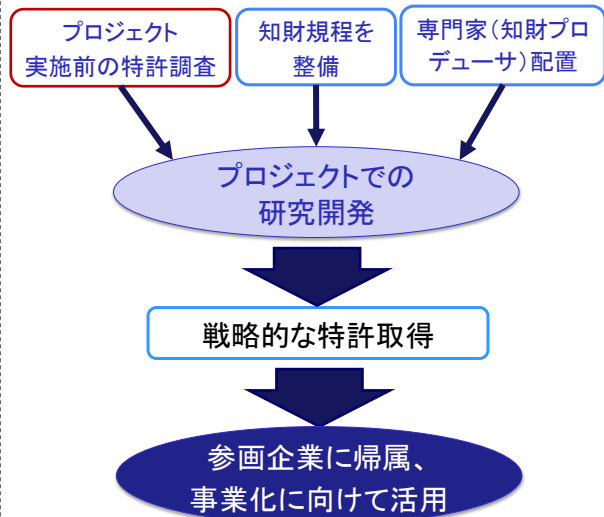 プロジェクト
実施前の特許調査
知財規程を
整備
専門家(知財プロ
デューサ)配置
プロジェクトでの
研究開発
戦略的な特許取得
参画企業に帰属、
事業化に向けて活用